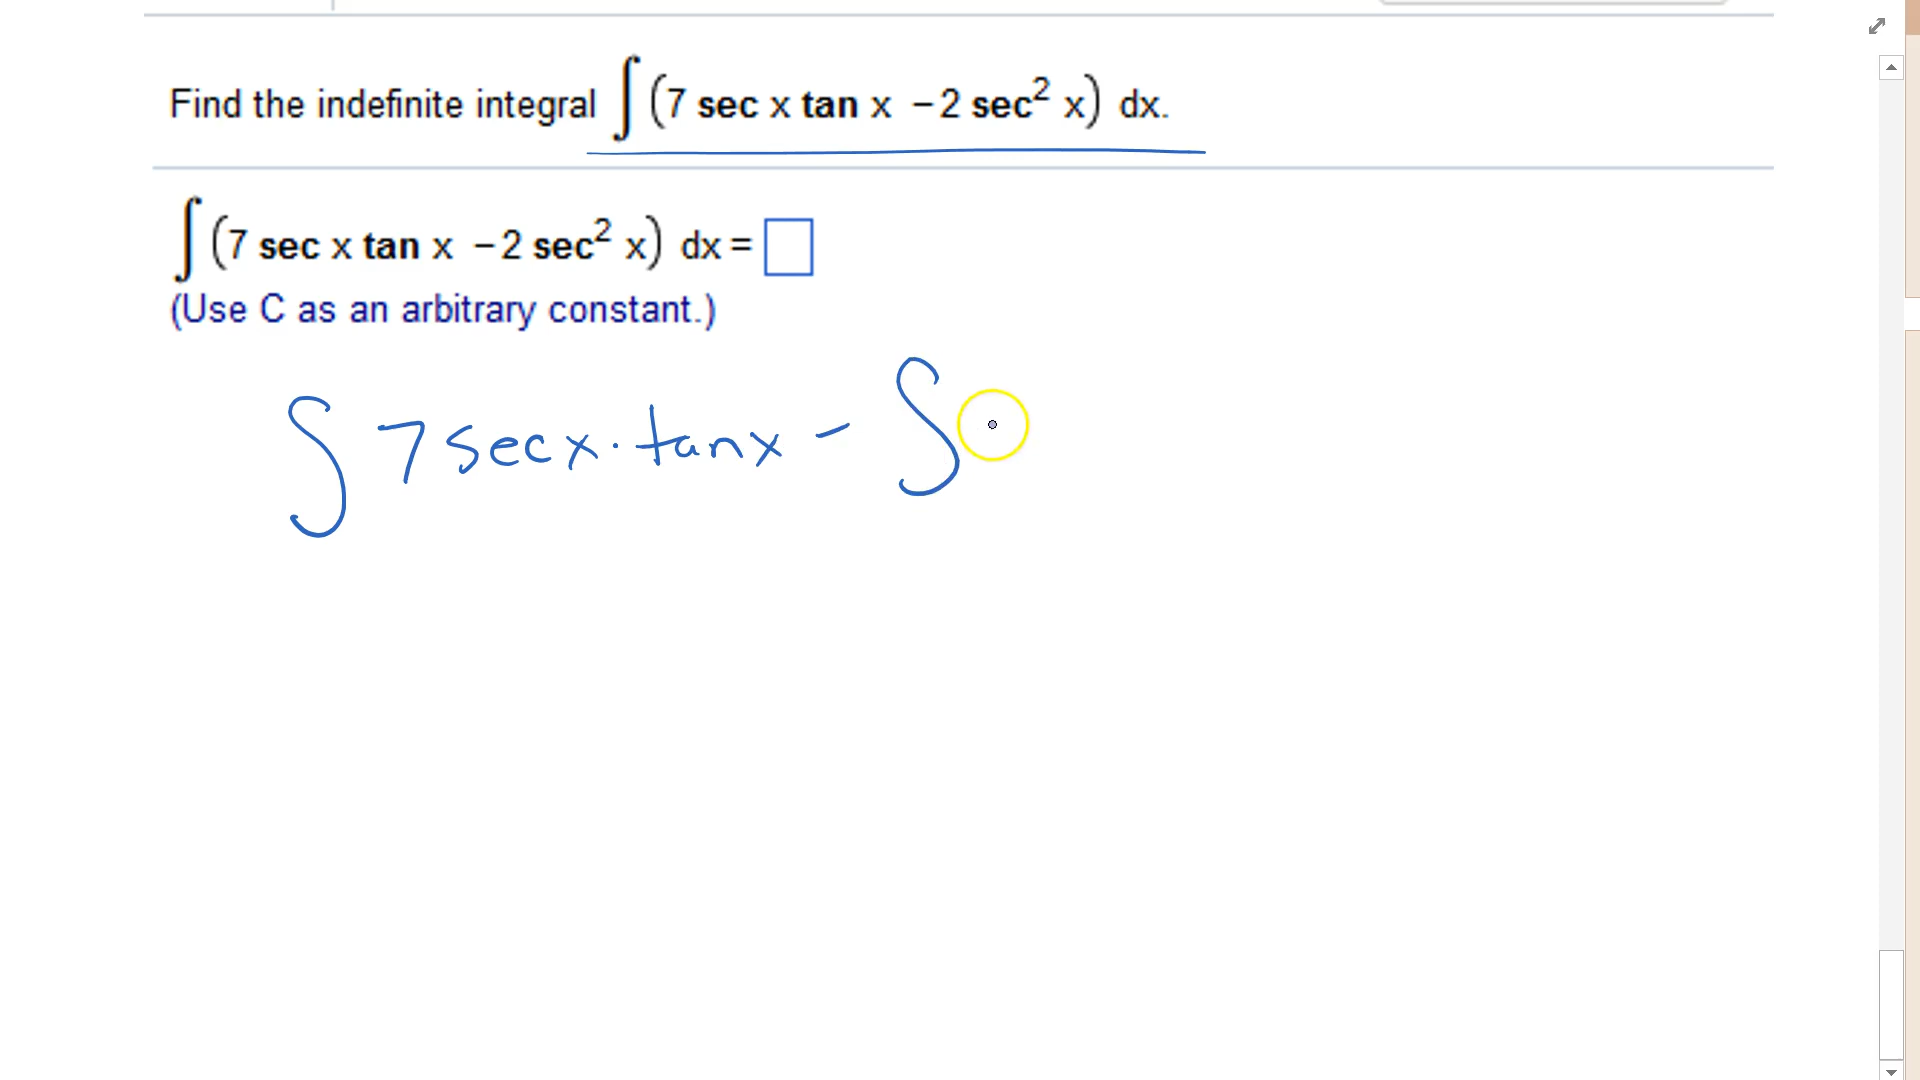 Find the indefinite integral ∫ (7 sec x tan x − 2 sec² x) dx.
∫ (7 sec x tan x − 2 sec² x) dx =
(Use C as an arbitrary constant.)
∫ 7 sec x · tan x − ∫